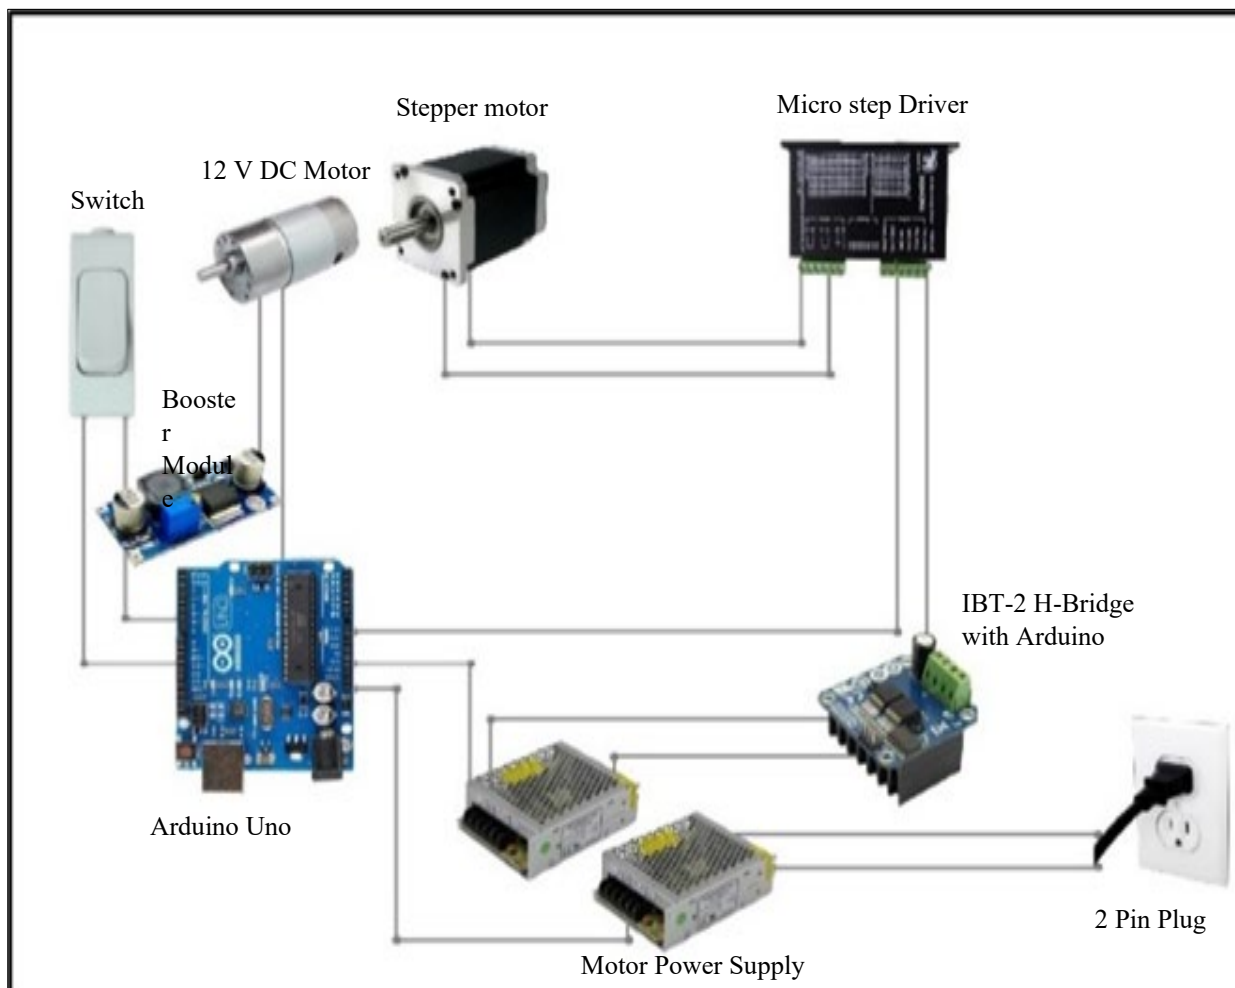 Stepper motor
Micro step Driver
12 V DC Motor
Switch
Booste
r
Modul
e
IBT-2 H-Bridge
with Arduino
UNO
Arduino Uno
2 Pin Plug
Motor Power Supply